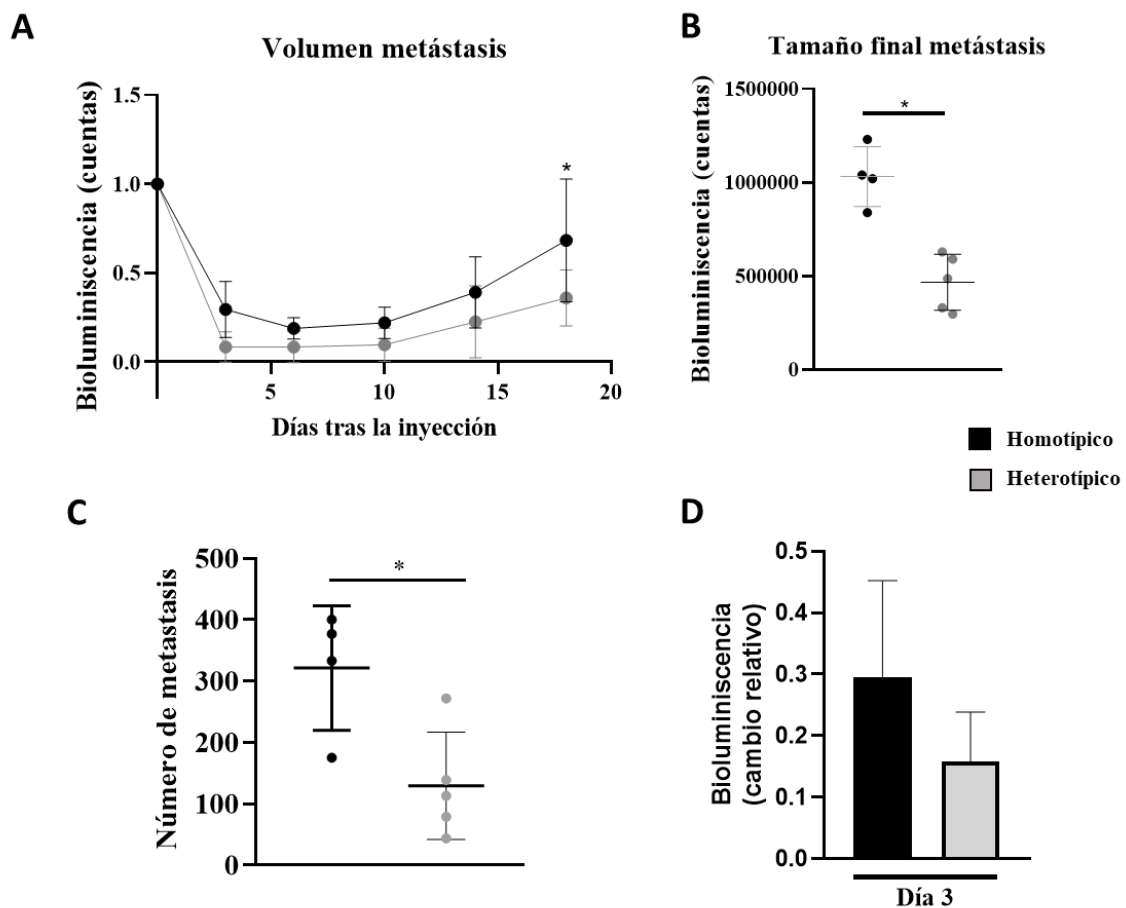 A
Volumen metástasis
Bioluminiscencia (cuentas)
1.5
1.0
0.5
0.0
*
5
10
15
20
Días tras la inyección
B
Tamaño final metástasis
Bioluminiscencia (cuentas)
1500000
1000000
500000
0
*
Homotípico
Heterotípico
C
Número de metastasis
500
400
300
200
100
0
*
D
Bioluminiscencia
(cambio relativo)
0.5
0.4
0.3
0.2
0.1
0.0
Día 3